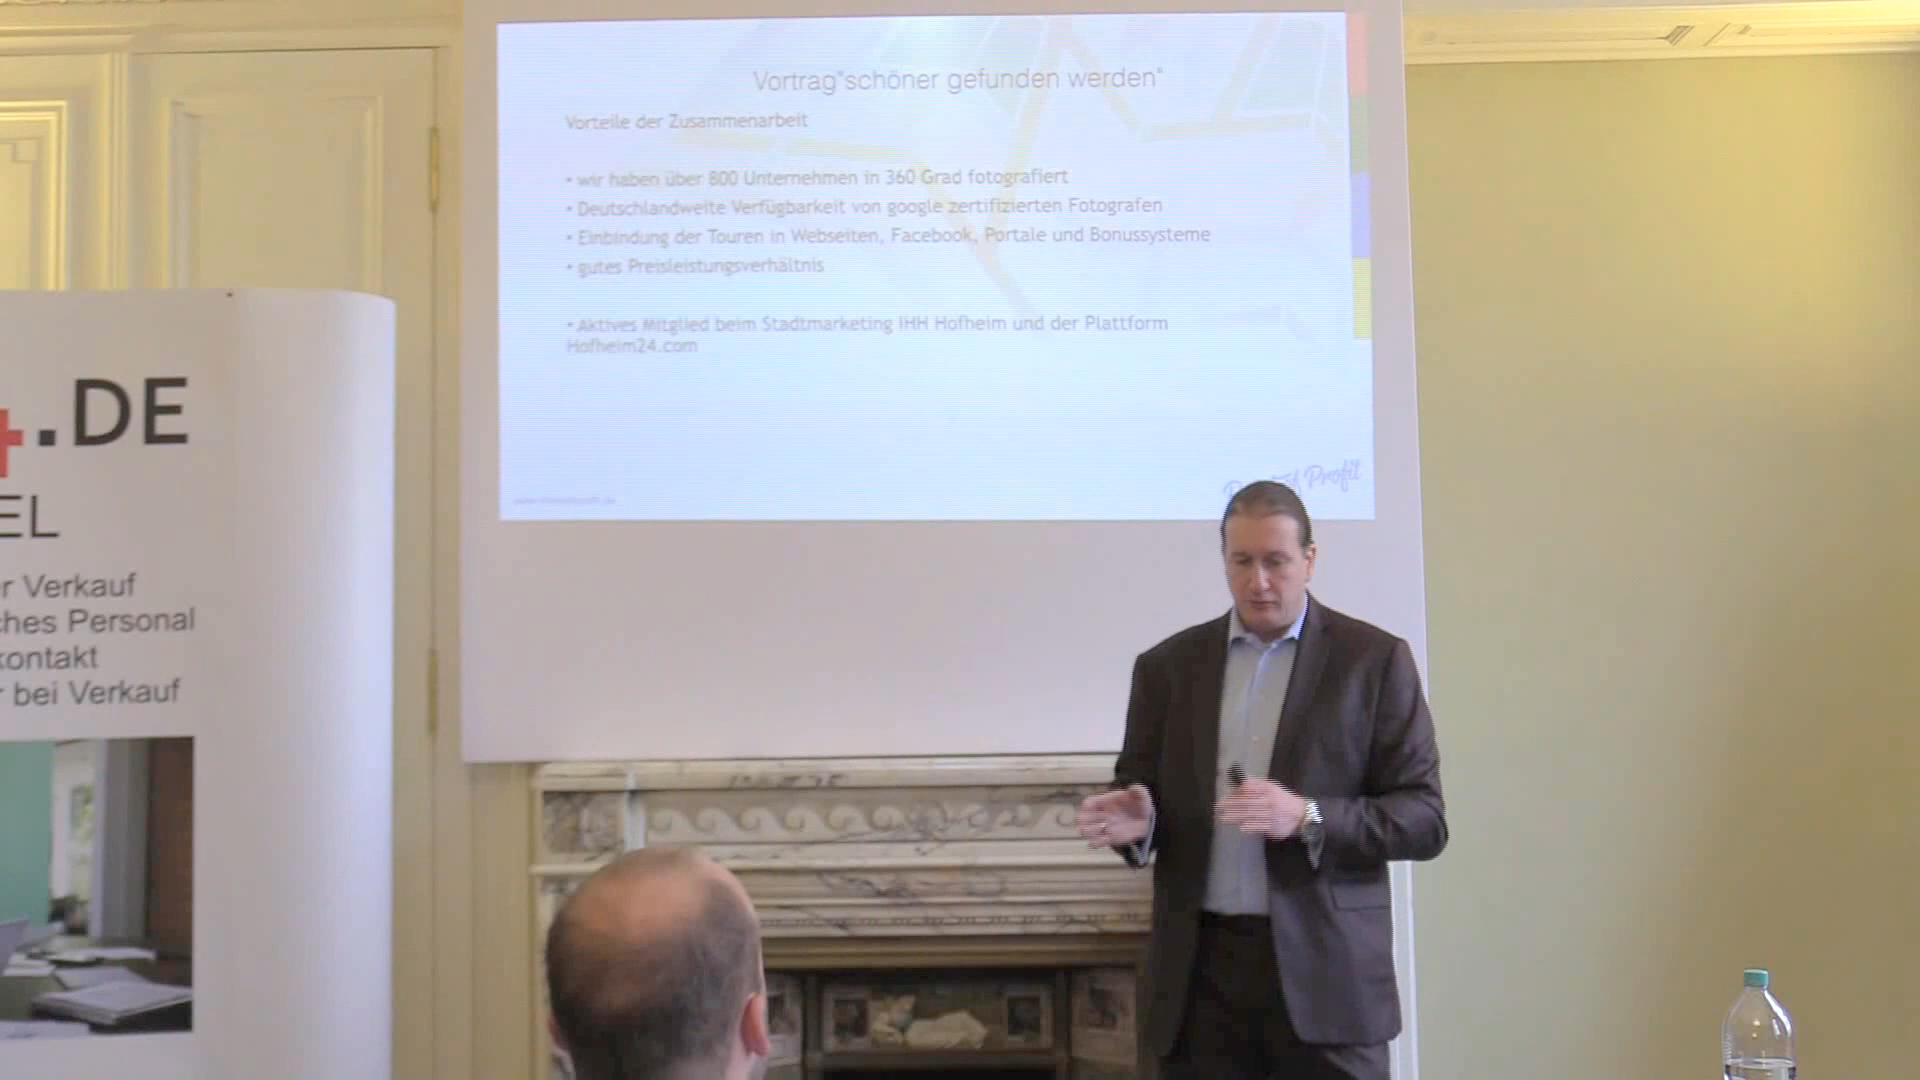 Vortrag"schöner gefunden werden"
Vorteile der Zusammenarbeit
• wir haben über 800 Unternehmen in 360 Grad fotografiert
• Deutschlandweite Verfügbarkeit von google zertifizierten Fotografen
• Einbindung der Touren in Webseiten, Facebook, Portale und Bonussysteme
• gutes Preisleistungsverhältnis
• Aktives Mitglied beim Stadtmarketing IHH Hofheim und der Plattform
Hofheim24.com
Profit
4.DE
EL
r Verkauf
ches Personal
kontakt
r bei Verkauf